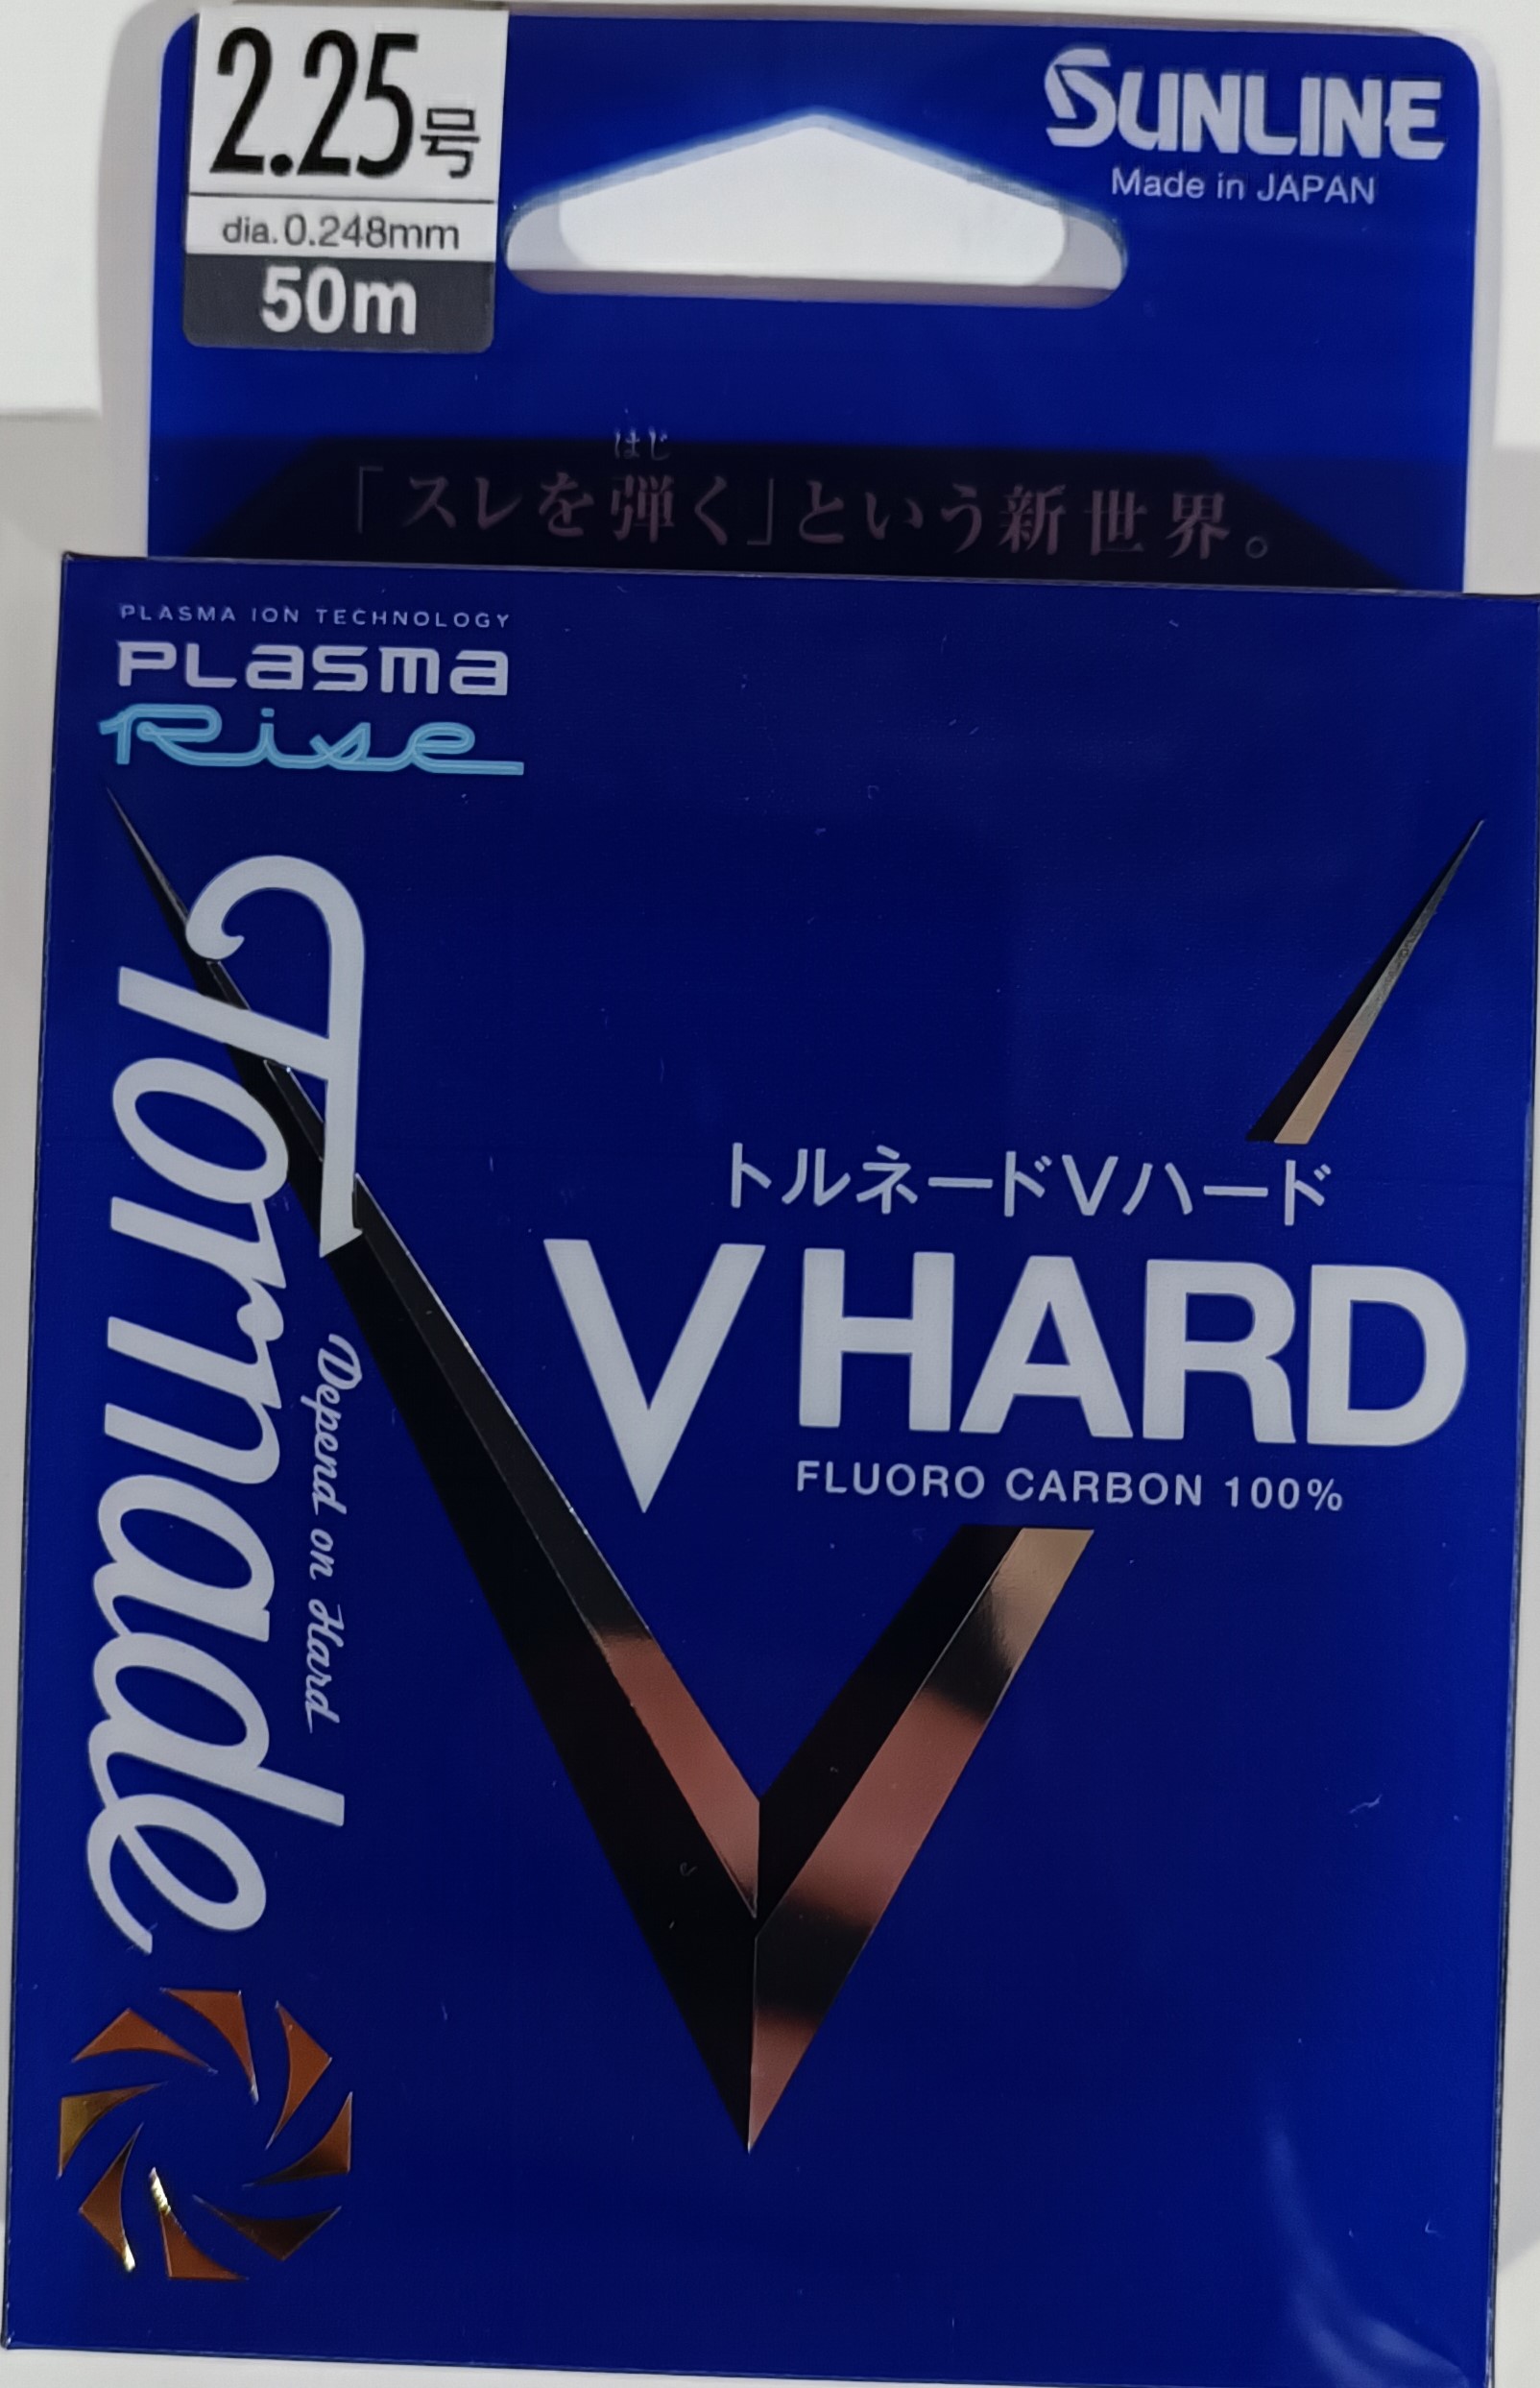 2.25号
dia.0.248mm
50m
SUNLINE
Made in JAPAN
はじ
「スレを弾く」という新世界。
PLASMA ION TECHNOLOGY
PLasma
Rise
Tornade
Depend on Hard
トルネードVハード
V HARD
FLUORO CARBON 100%